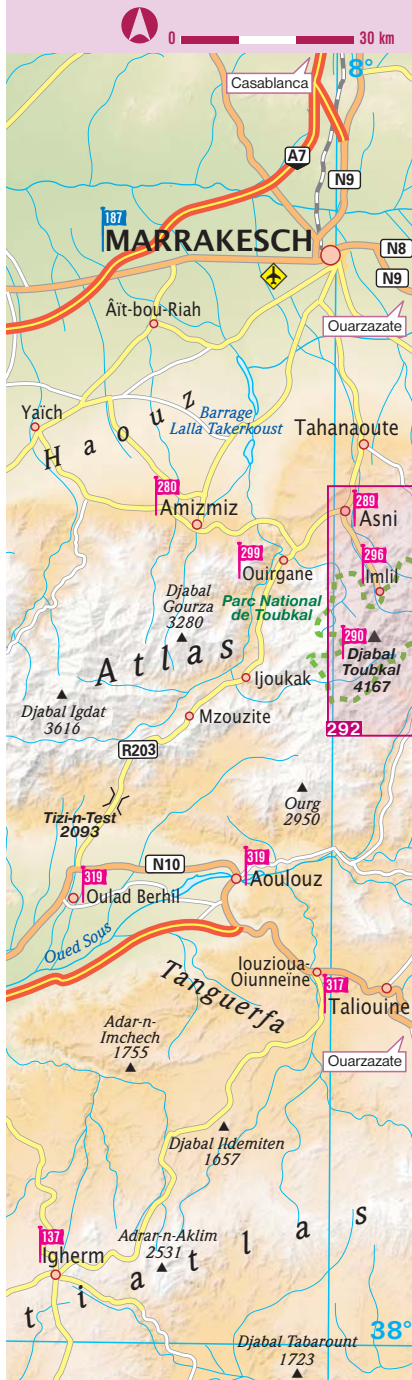 0 30 km
8°
Casablanca
A7
N9
187
MARRAKESCH
N8
N9
Âït-bou-Riah
Ouarzazate
Yaïch
Haouz
Barrage
Lalla Takerkoust
Tahanaoute
280
Amizmiz
289
Asni
299
Ouirgane
296
Imlil
Djabal
Gourza
3280
Parc National
de Toubkal
290
Djabal
Toubkal
4167
Atlas
Ijoukak
Djabal Igdat
3616
Mzouzite
292
R203
Tizi-n-Test
2093
Ourg
2950
N10
319
Aoulouz
319
Oulad Berhil
Oued Sous
Iouzioua-
Oiunneïne
Tanguerfa
317
Taliouine
Adar-n-
Imchech
1755
Ouarzazate
Djabal Ildemiten
1657
137
Igherm
Adrar-n-Aklim
2531
tiatlas
38°
Djabal Tabarount
1723